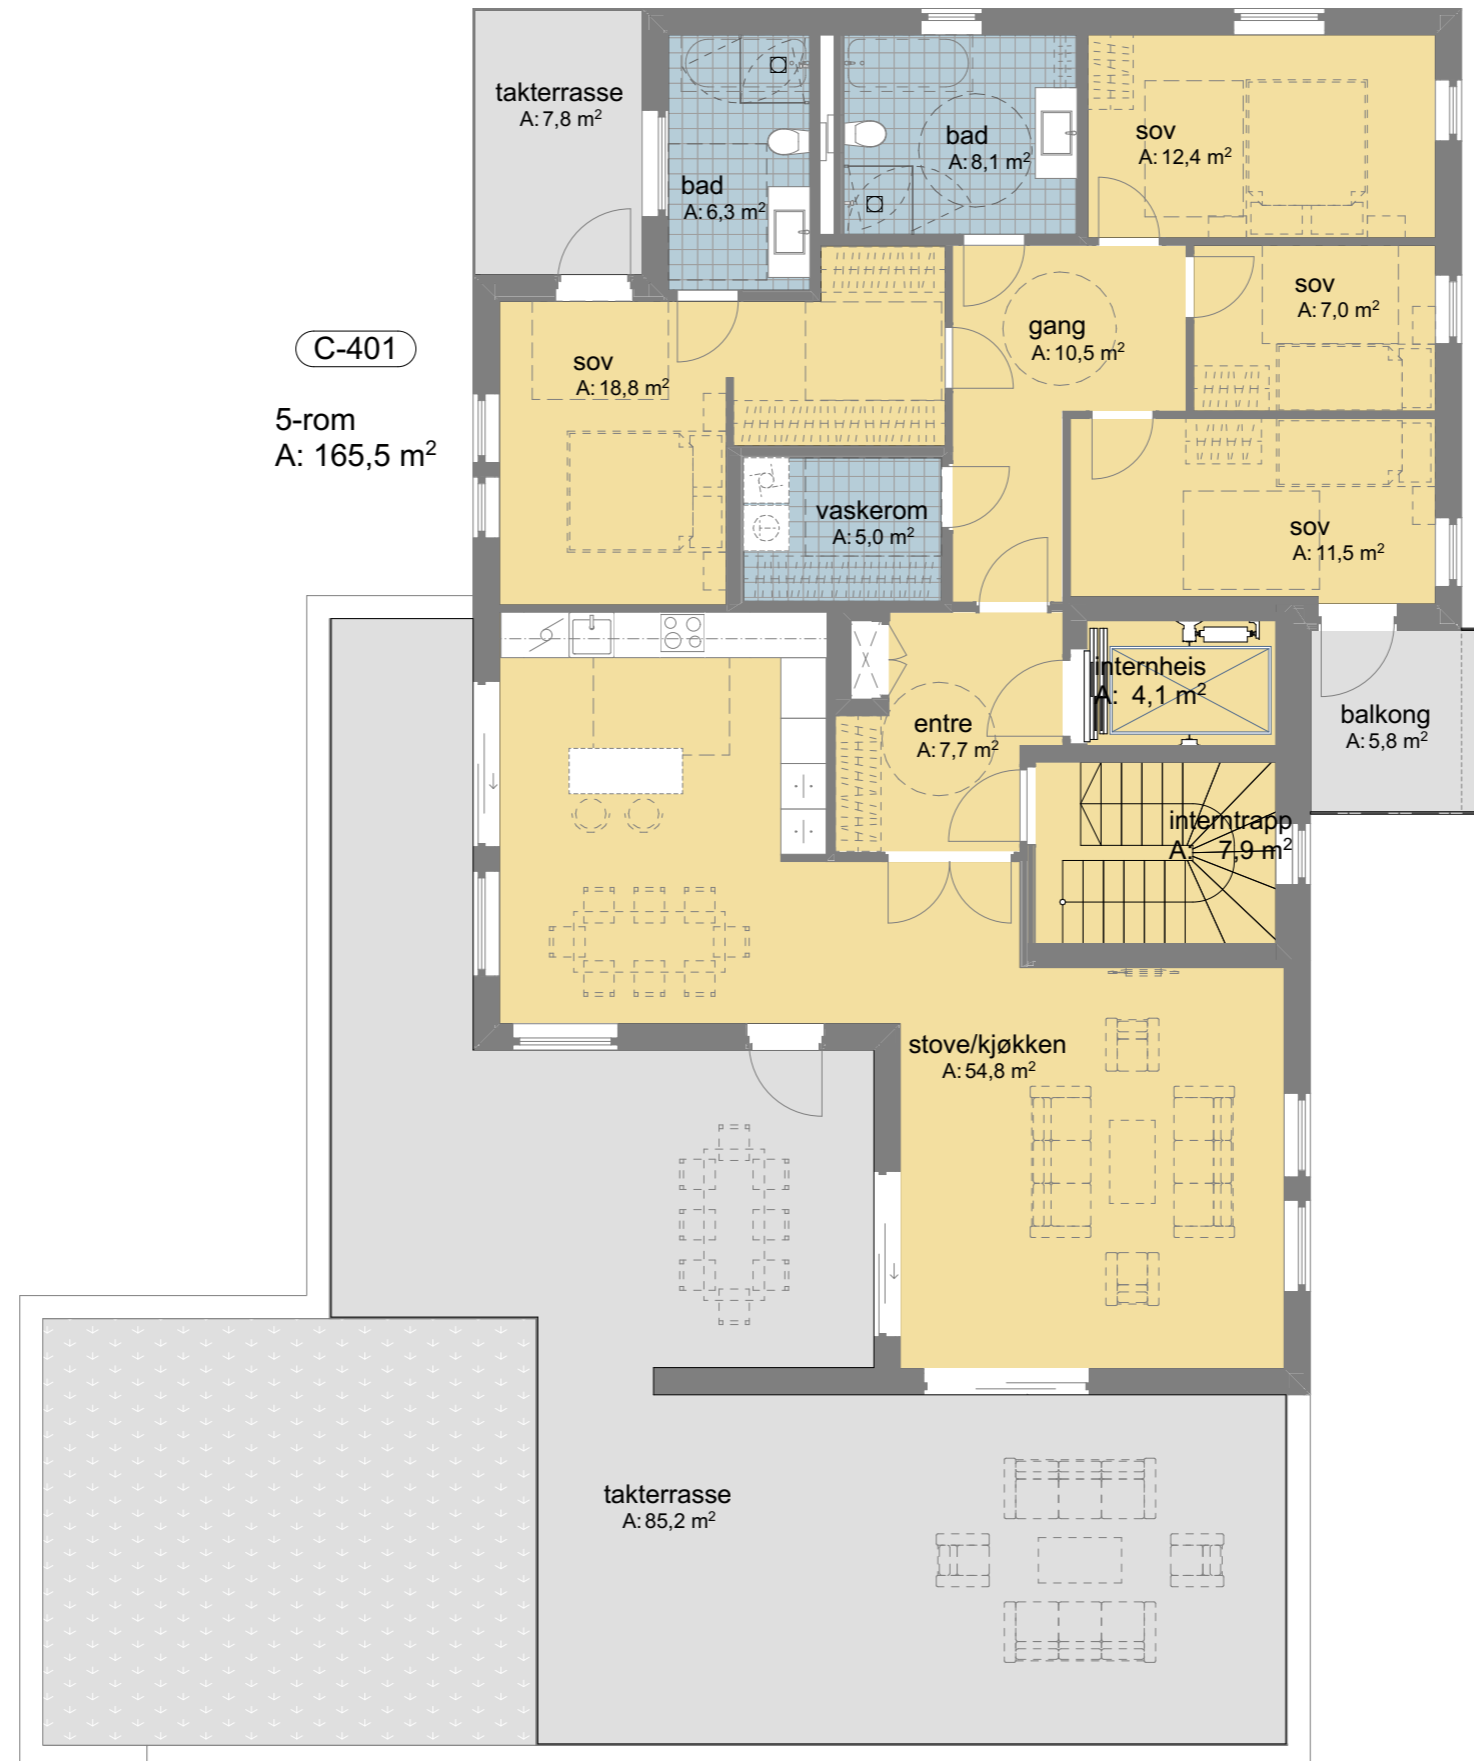 takterrasse
A: 7,8 m²
bad
A: 6,3 m²
bad
A: 8,1 m²
sov
A: 12,4 m²
sov
A: 7,0 m²
gang
A: 10,5 m²
C-401
5-rom
A: 165,5 m²
sov
A: 18,8 m²
vaskerom
A: 5,0 m²
sov
A: 11,5 m²
internheis
A: 4,1 m²
entre
A: 7,7 m²
balkong
A: 5,8 m²
interntrapp
A: 7,9 m²
stove/kjøkken
A: 54,8 m²
takterrasse
A: 85,2 m²